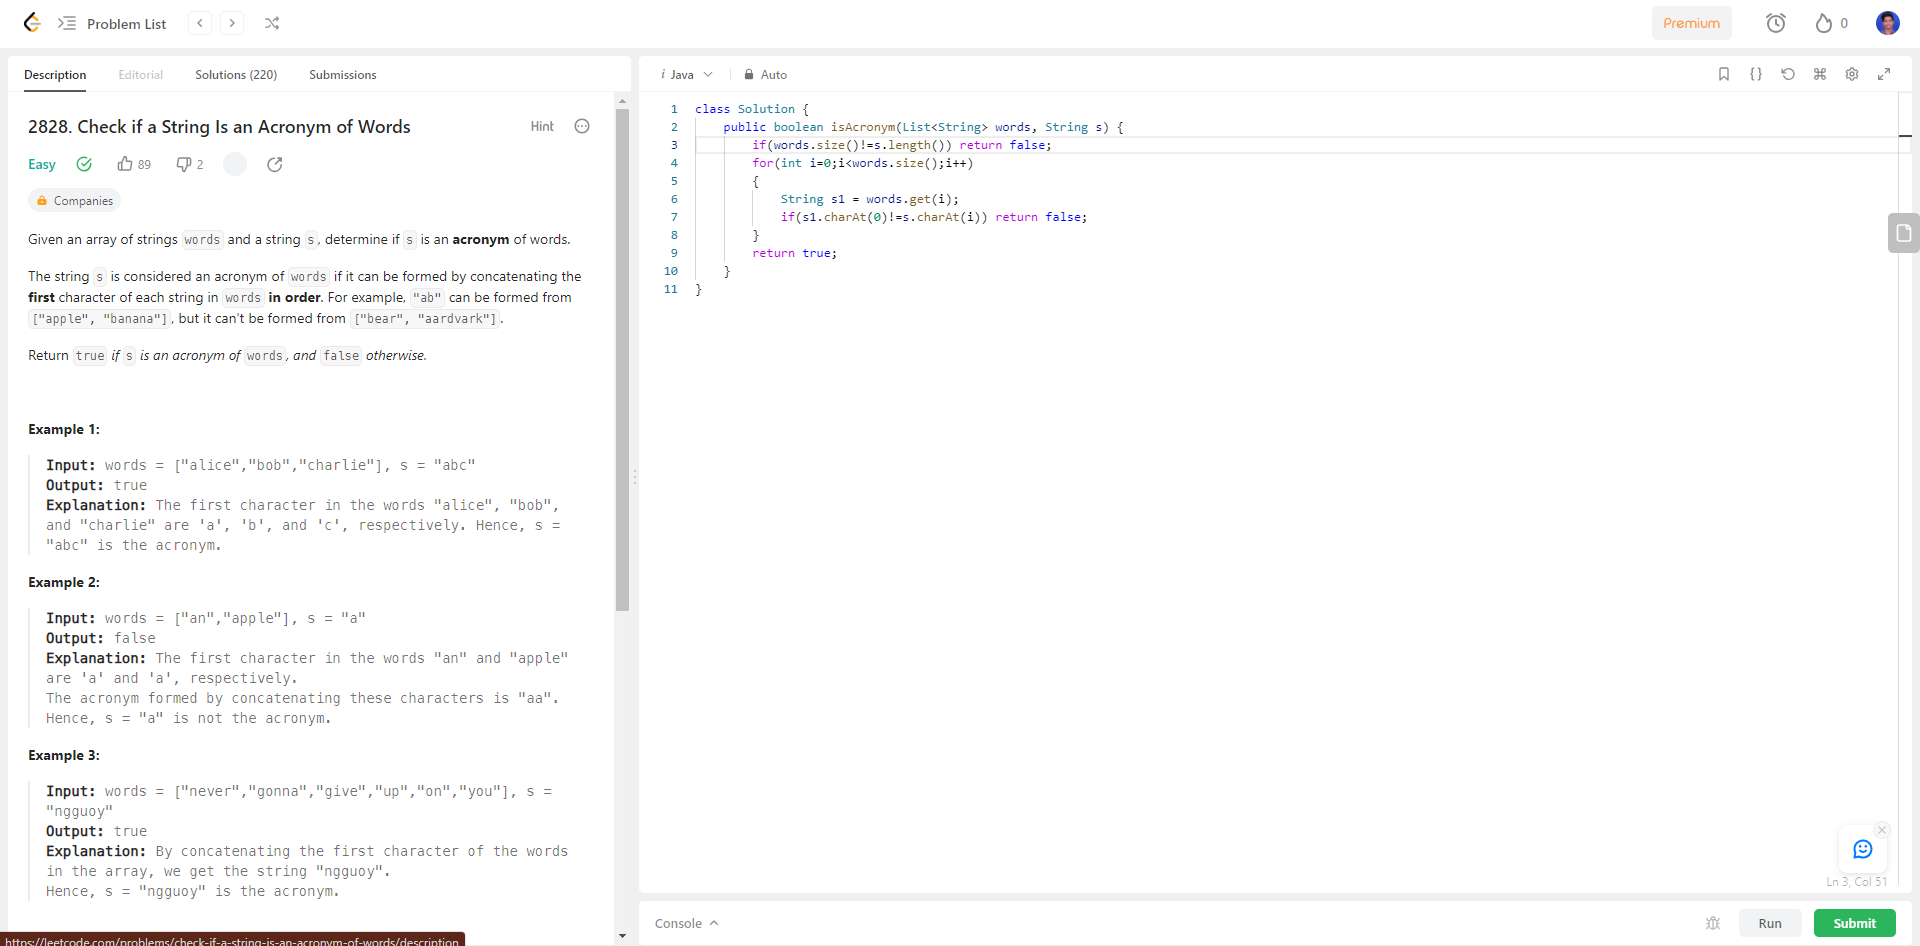 Problem List
Premium
0
Description
Editorial
Solutions (220)
Submissions
2828. Check if a String Is an Acronym of Words
Hint
Easy
89
2
Companies
Given an array of strings words and a string s, determine if s is an acronym of words.
The string s is considered an acronym of words if it can be formed by concatenating the
first character of each string in words in order. For example, "ab" can be formed from
["apple", "banana"], but it can't be formed from ["bear", "aardvark"].
Return true if s is an acronym of words, and false otherwise.
Example 1:
Input: words = ["alice","bob","charlie"], s = "abc"
Output: true
Explanation: The first character in the words "alice", "bob",
and "charlie" are 'a', 'b', and 'c', respectively. Hence, s =
"abc" is the acronym.
Example 2:
Input: words = ["an","apple"], s = "a"
Output: false
Explanation: The first character in the words "an" and "apple"
are 'a' and 'a', respectively.
The acronym formed by concatenating these characters is "aa".
Hence, s = "a" is not the acronym.
Example 3:
Input: words = ["never","gonna","give","up","on","you"], s =
"ngguoy"
Output: true
Explanation: By concatenating the first character of the words
in the array, we get the string "ngguoy".
Hence, s = "ngguoy" is the acronym.
https://leetcode.com/problems/check-if-a-string-is-an-acronym-of-words/description
i Java
Auto
1 class Solution {
2 public boolean isAcronym(List<String> words, String s) {
3 if(words.size()!=s.length()) return false;
4 for(int i=0;i<words.size();i++)
5 {
6 String s1 = words.get(i);
7 if(s1.charAt(0)!=s.charAt(i)) return false;
8 }
9 return true;
10 }
11 }
Ln 3, Col 51
Console
Run
Submit